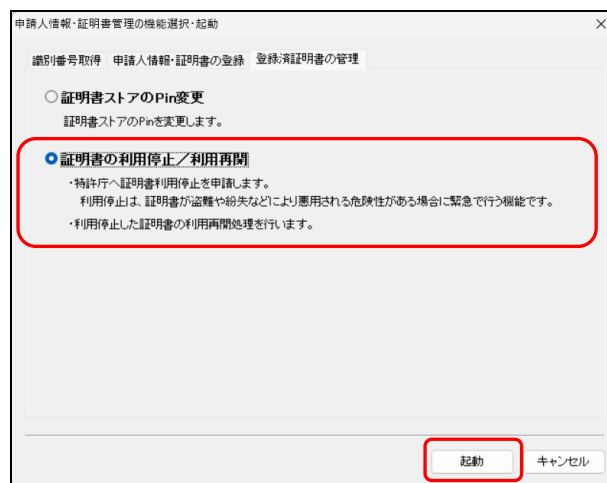 申請人情報・証明書管理の機能選択・起動
識別番号取得 申請人情報・証明書の登録 登録済証明書の管理
証明書ストアのPin変更
証明書ストアのPinを変更します。
証明書の利用停止／利用再開
・特許庁へ証明書利用停止を申請します。
利用停止は、証明書が盗難や紛失などにより悪用される危険性がある場合に緊急で行う機能です。
・利用停止した証明書の利用再開処理を行います。
起動 キャンセル